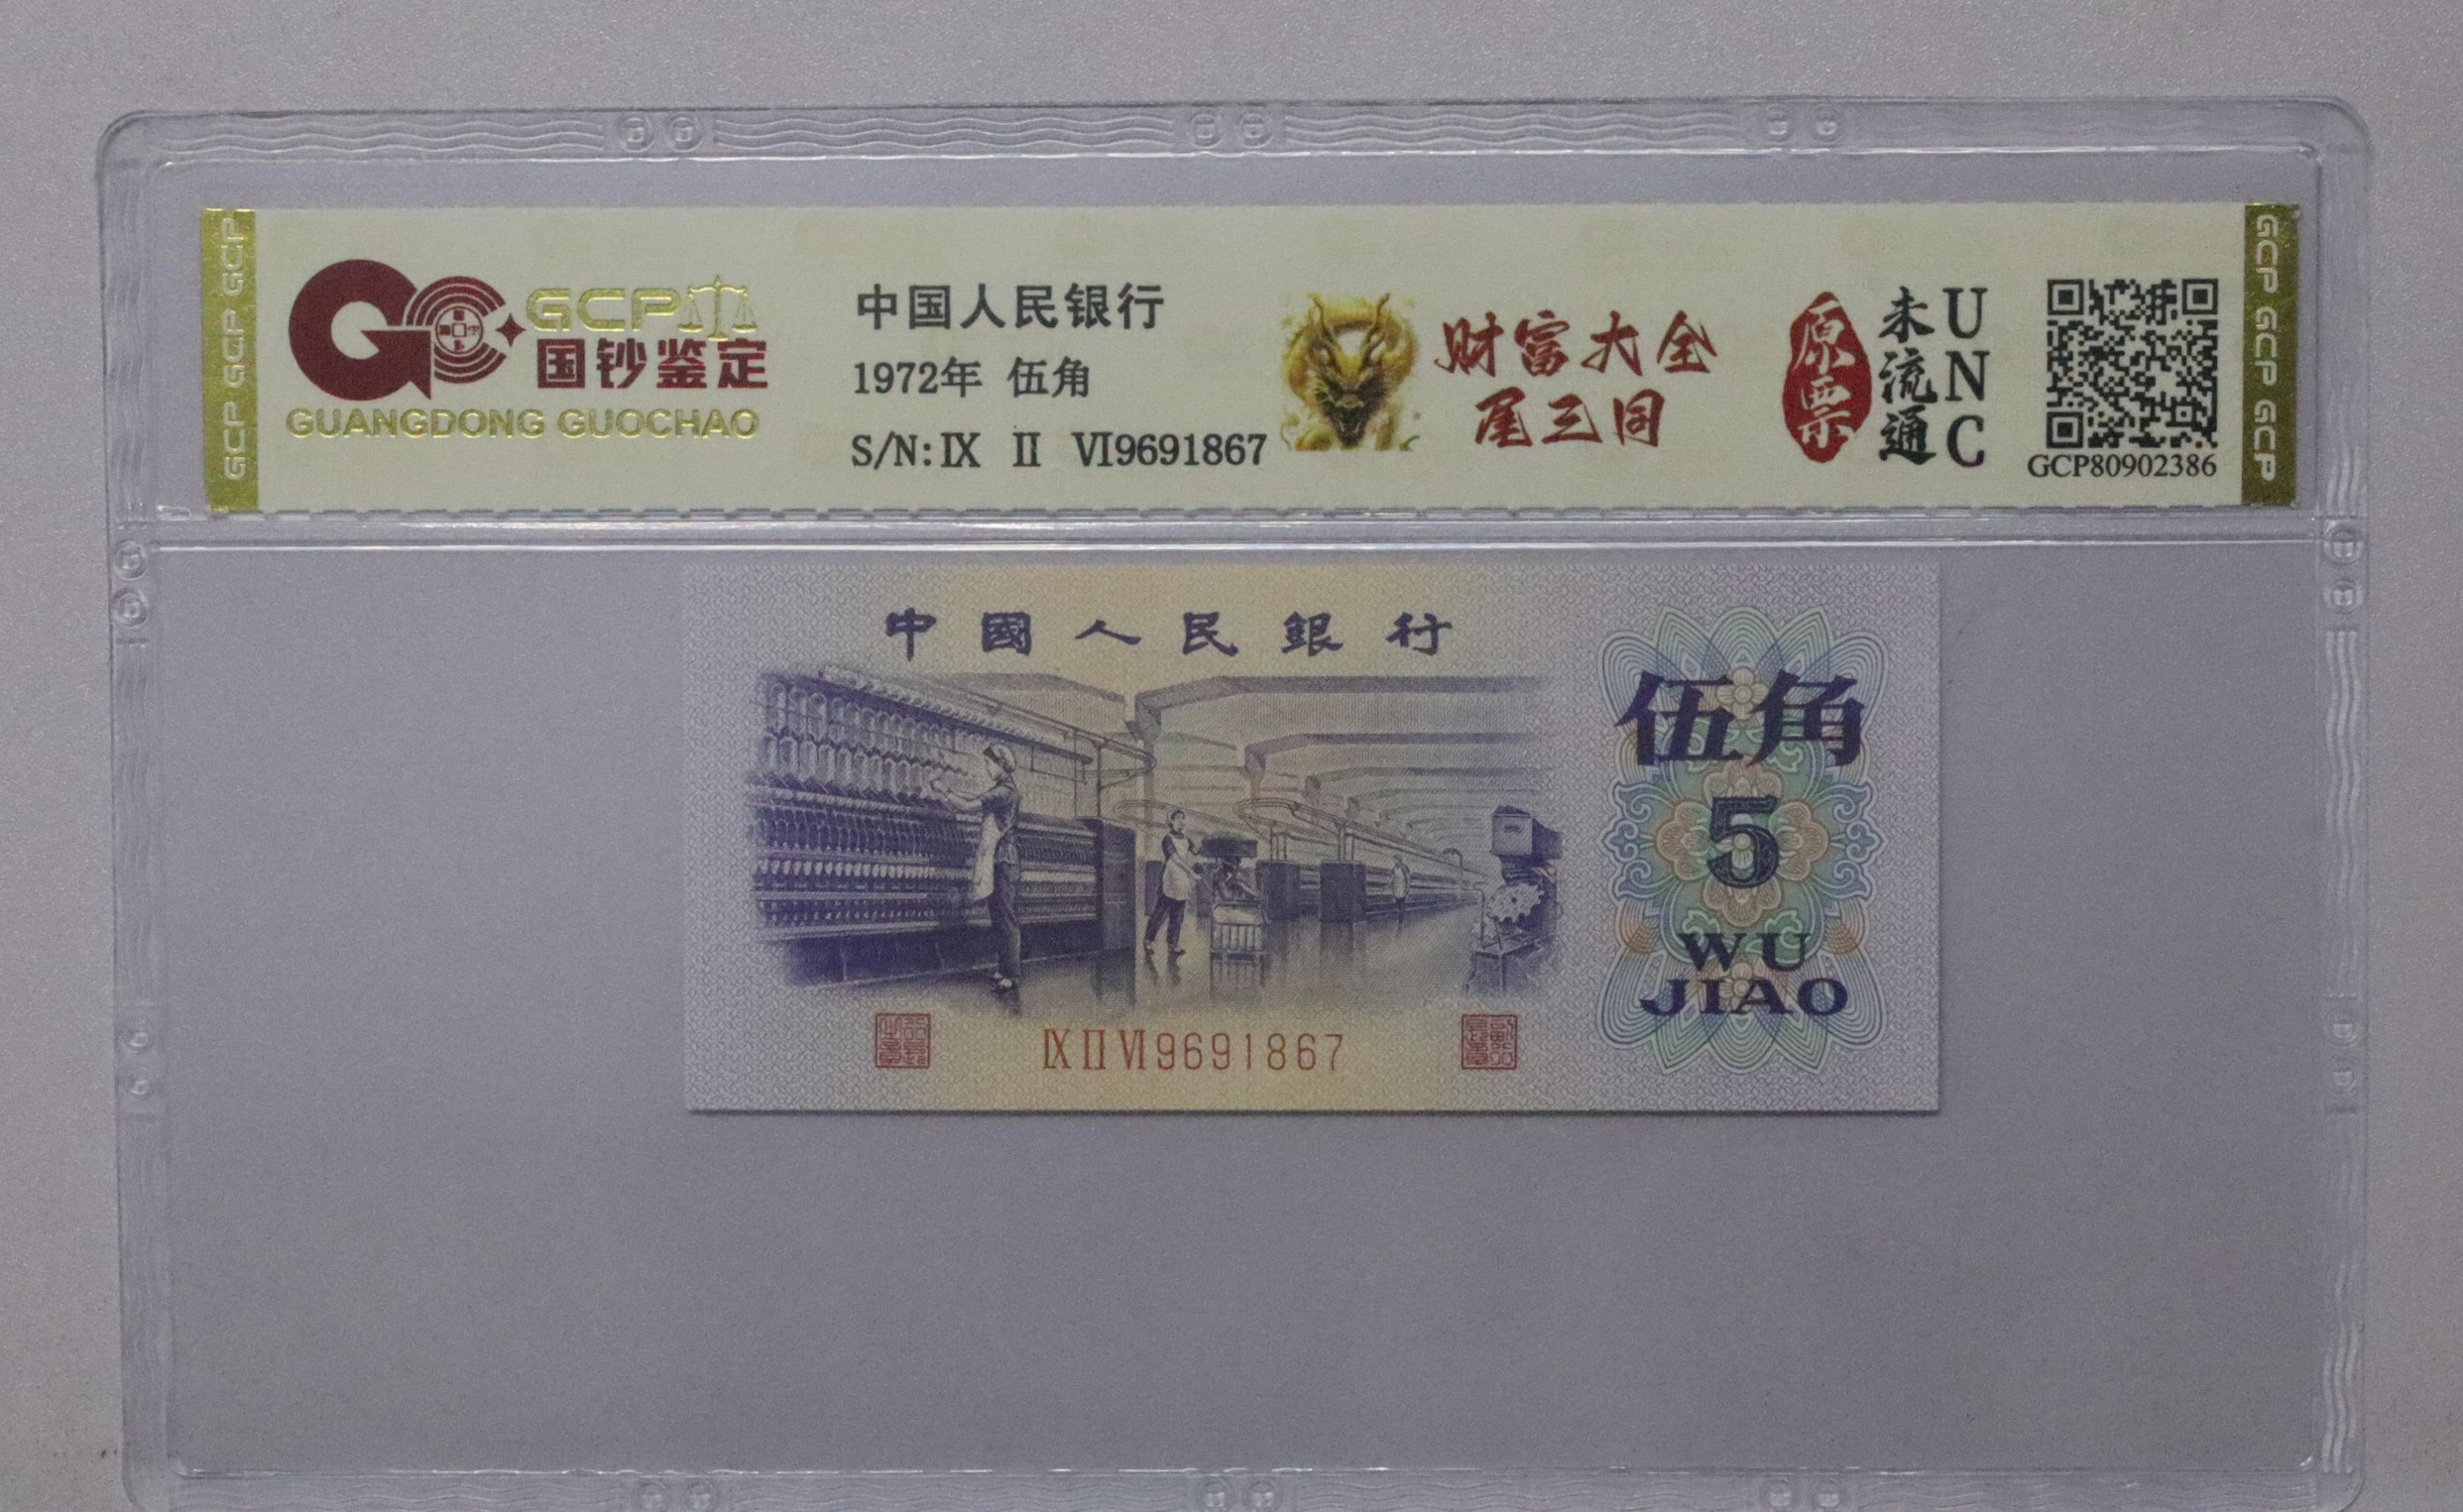 GCP GCP GCP
GCP
国钞鉴定
GUANGDONG GUOCHAO
中国人民银行
1972年 伍角
S/N: IX II VI9691867
财富大全
尾三同
原票
未流通
UNC
GCP80902386
GCP GCP GCP
中國人民銀行
伍角
5
WU
JIAO
IX II VI 9691867